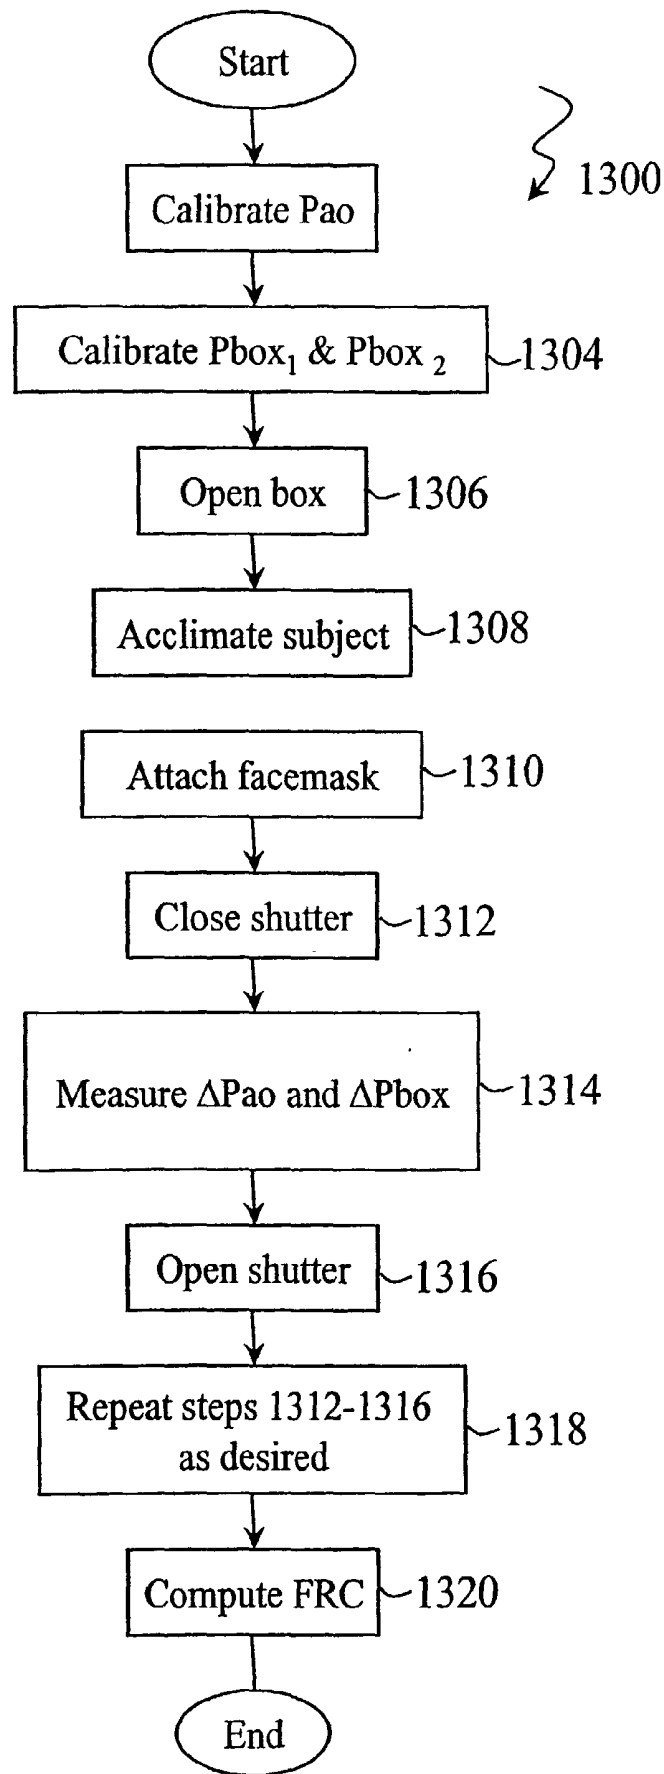 Start
1300
Calibrate Pao
Calibrate Pbox₁ & Pbox ₂
1304
Open box
1306
Acclimate subject
1308
Attach facemask
1310
Close shutter
1312
Measure ΔPao and ΔPbox
1314
Open shutter
1316
Repeat steps 1312-1316
as desired
1318
Compute FRC
1320
End